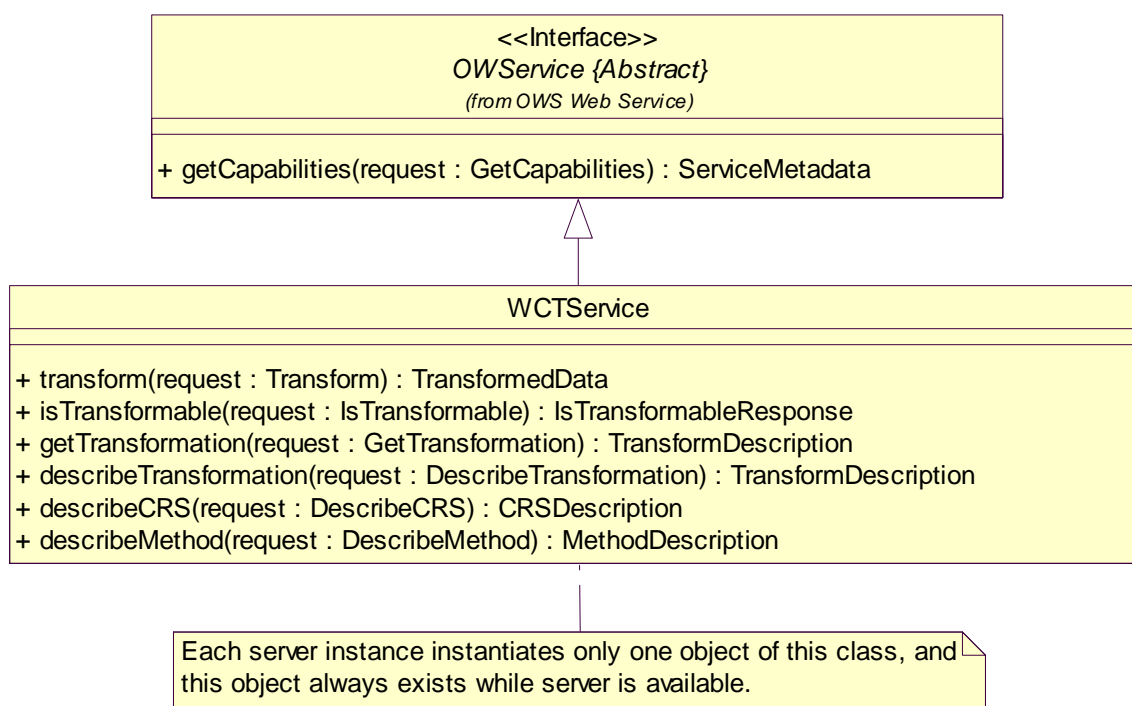 <<Interface>>
OWService {Abstract}
(from OWS Web Service)
+ getCapabilities(request : GetCapabilities) : ServiceMetadata
WCTService
+ transform(request : Transform) : TransformedData
+ isTransformable(request : IsTransformable) : IsTransformableResponse
+ getTransformation(request : GetTransformation) : TransformDescription
+ describeTransformation(request : DescribeTransformation) : TransformDescription
+ describeCRS(request : DescribeCRS) : CRSDescription
+ describeMethod(request : DescribeMethod) : MethodDescription
Each server instance instantiates only one object of this class, and
this object always exists while server is available.